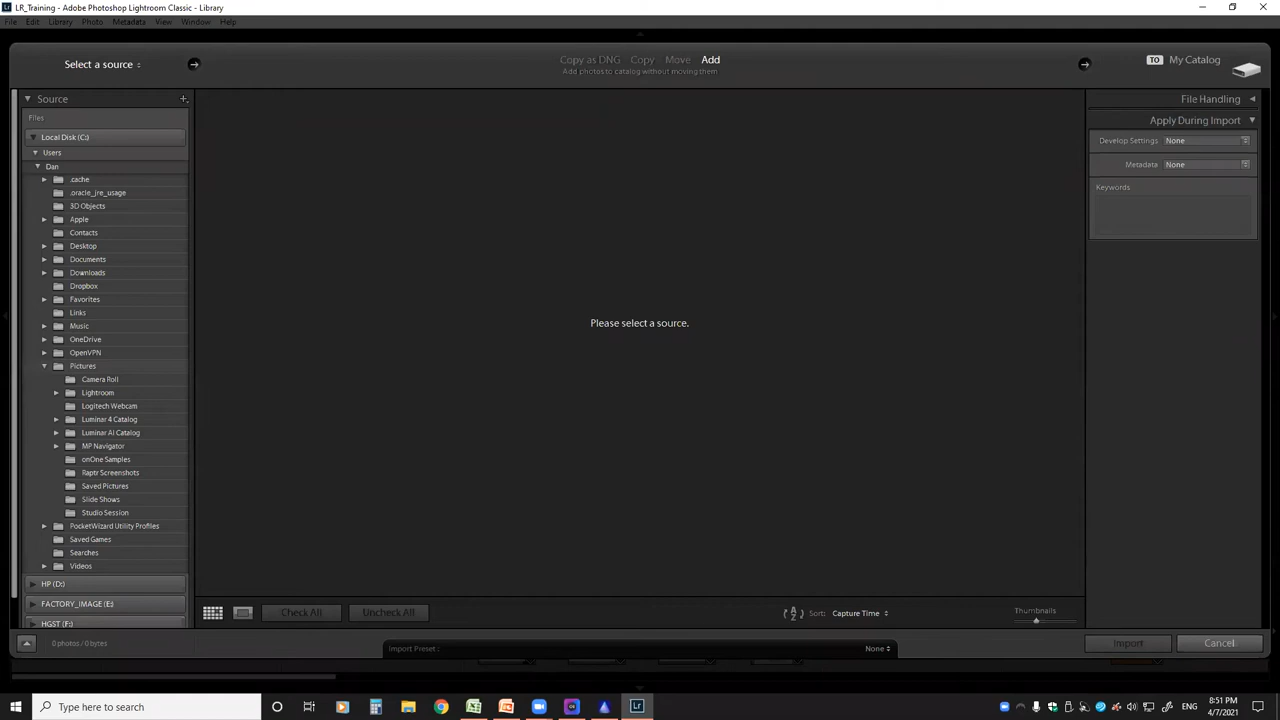 LR_Training - Adobe Photoshop Lightroom Classic - Library
File Edit Library Photo Metadata View Window Help
Select a source
Copy as DNG Copy Move Add
Add photos to catalog without moving them
TO My Catalog
Source
Files
Local Disk (C:)
Users
Dan
.cache
.oracle_jre_usage
3D Objects
Apple
Contacts
Desktop
Documents
Downloads
Dropbox
Favorites
Links
Music
OneDrive
OpenVPN
Pictures
Camera Roll
Lightroom
Logitech Webcam
Luminar 4 Catalog
Luminar AI Catalog
MP Navigator
onOne Samples
Raptr Screenshots
Saved Pictures
Slide Shows
Studio Session
PocketWizard Utility Profiles
Saved Games
Searches
Videos
HP (D:)
FACTORY_IMAGE (E:)
HGST (F:)
Please select a source.
File Handling
Apply During Import
Develop Settings None
Metadata None
Keywords
Check All Uncheck All
Sort: Capture Time
Thumbnails
0 photos / 0 bytes
Import Preset : None
Import Cancel
Type here to search
ENG
8:51 PM
4/7/2021